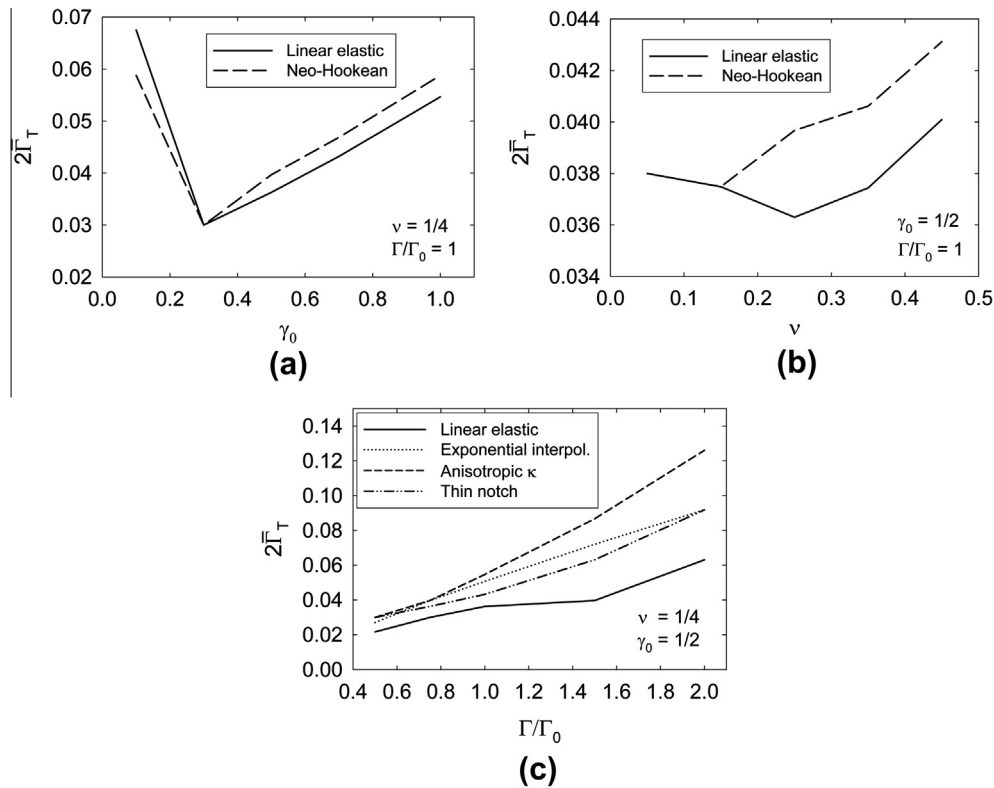 0.07
0.06
0.05
0.04
0.03
0.02
2Γ̿_T
Linear elastic
Neo-Hookean
ν = 1/4
Γ/Γ₀ = 1
0.0 0.2 0.4 0.6 0.8 1.0
γ₀
(a)
0.044
0.042
0.040
0.038
0.036
0.034
2Γ̿_T
Linear elastic
Neo-Hookean
γ₀ = 1/2
Γ/Γ₀ = 1
0.0 0.1 0.2 0.3 0.4 0.5
ν
(b)
0.14
0.12
0.10
0.08
0.06
0.04
0.02
0.00
2Γ̿_T
Linear elastic
Exponential interpol.
Anisotropic κ
Thin notch
ν = 1/4
γ₀ = 1/2
0.4 0.6 0.8 1.0 1.2 1.4 1.6 1.8 2.0
Γ/Γ₀
(c)